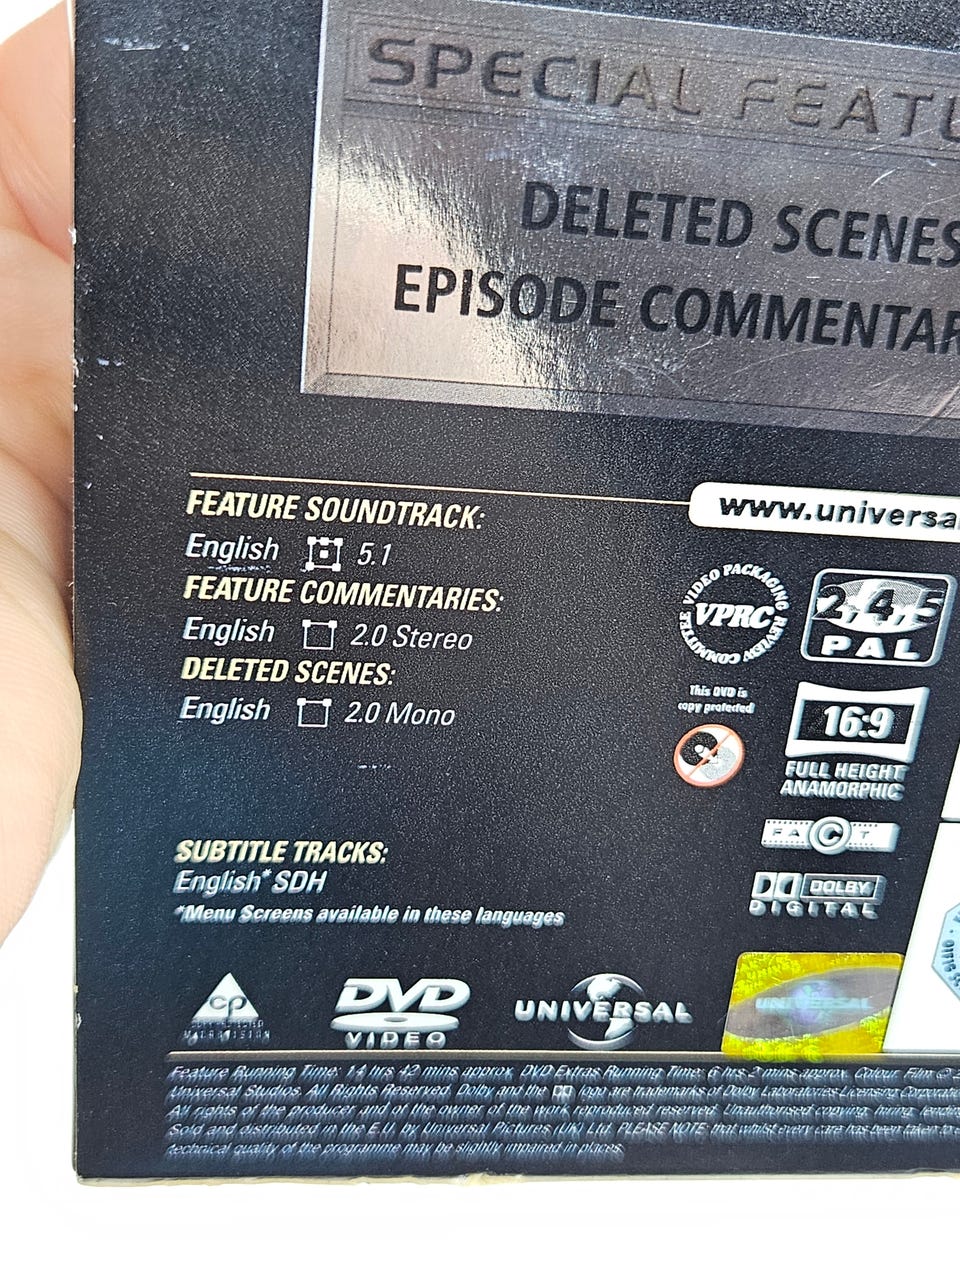 SPECIAL
DELETED SCENES
EPISODE
FEATURE SOUNDTRACK:
English 5.1
FEATURE COMMENTARIES:
English 2.0 Stereo
DELETED SCENES:
English 2.0 Mono
SUBTITLE TRACKS:
English* SDH
*Menu Screens available in these languages
www.universa
VIDEO PACKAGING REVIEW COMMITTEE
VPRC
2,4,5
PAL
This DVD is
copy protected
16:9
FULL HEIGHT
ANAMORPHIC
FACT
DOLBY
DIGITAL
CP
MACROVISION
DVD
VIDEO
UNIVERSAL
UNIVERSAL
Feature Running Time: 14 hrs 42 mins approx. DVD Extras Running Time: 6 hrs 2 mins approx. Colour. Film ©
Universal Studios. All Rights Reserved. Dolby and the logo are trademarks of Dolby Laboratories Licensing
All rights of the producer and of the owner of the work reproduced reserved. Unauthorised copying, hiring,
Sold and distributed in the E.U. by Universal Pictures (UK) Ltd. PLEASE NOTE: that whilst every care has been taken to
technical quality of the programme may be slightly impaired in places.